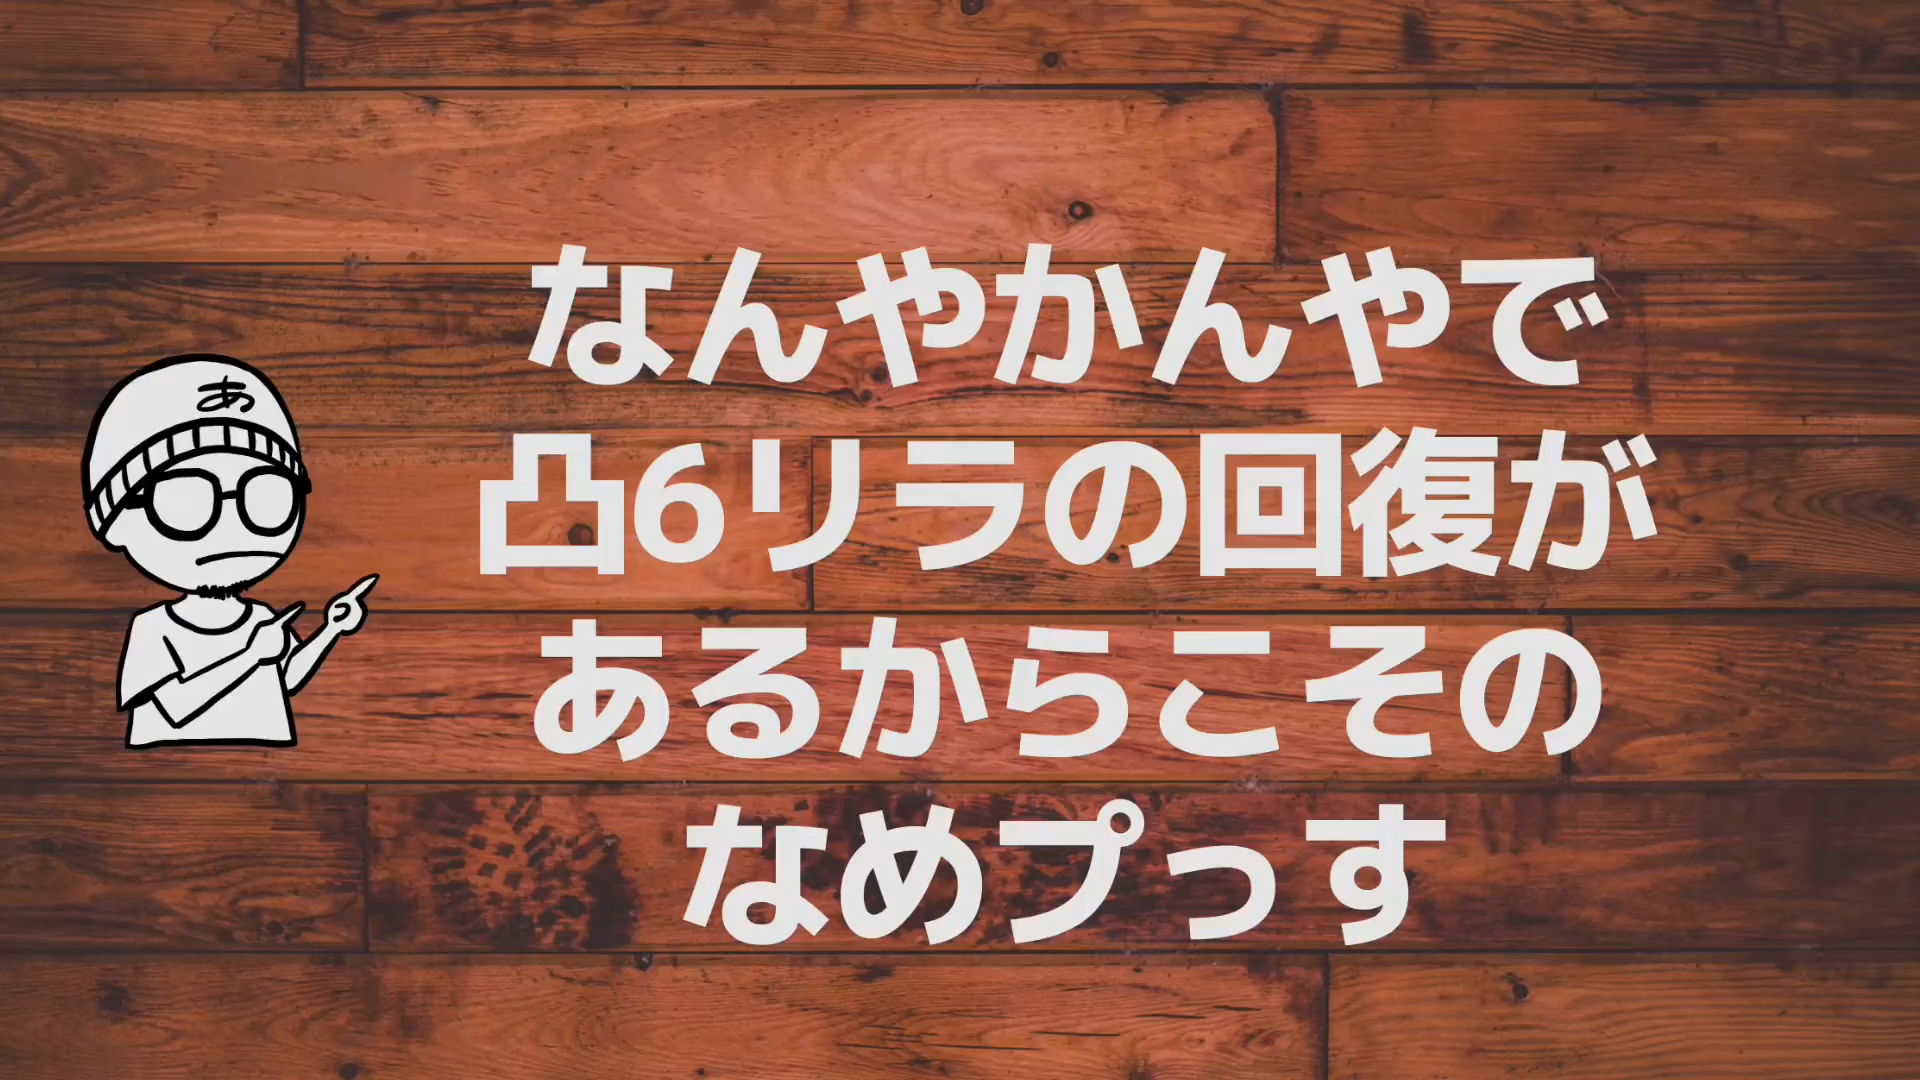 あ
なんやかんやで
凸6リラの回復が
あるからこその
なめプっす